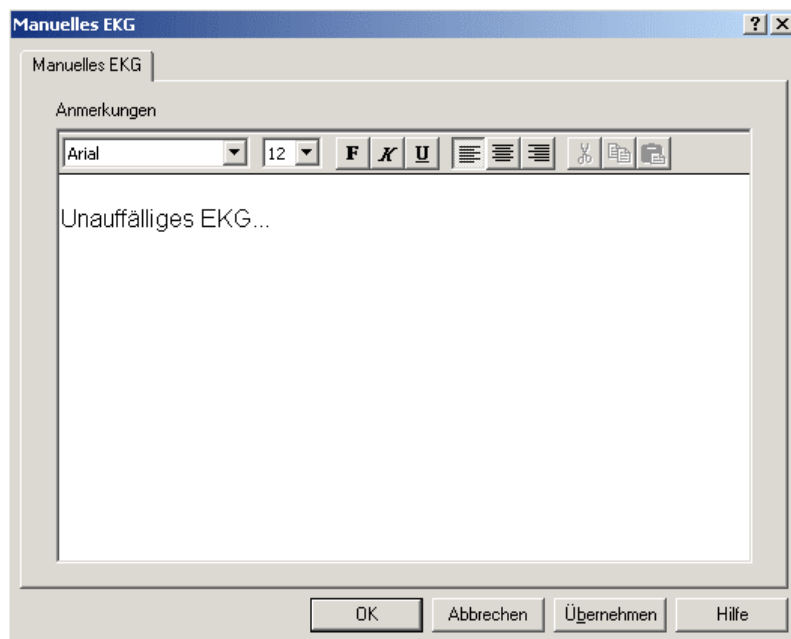 Manuelles EKG
Manuelles EKG
Anmerkungen
Arial 12 F K U
Unauffälliges EKG...
OK Abbrechen Übernehmen Hilfe